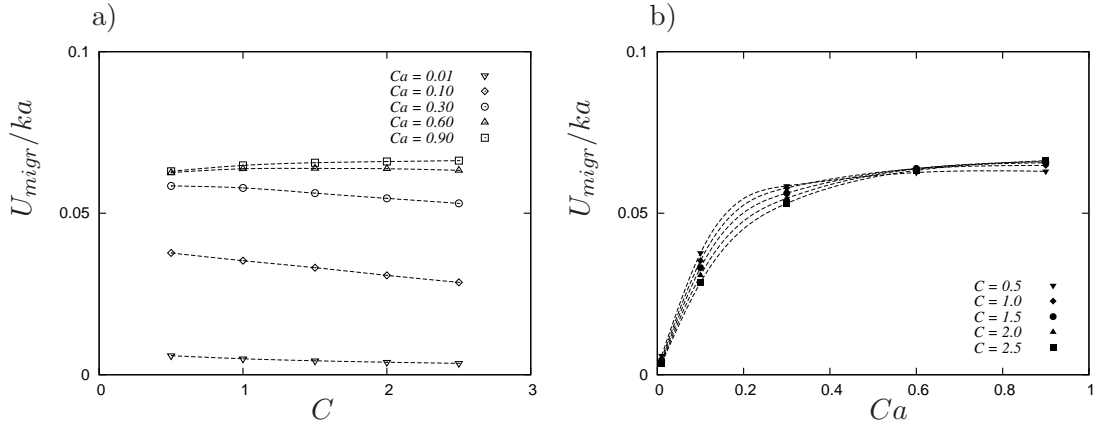 a)
U_migr/ka
0.1
0.05
0
0
1
2
3
C
Ca = 0.01
Ca = 0.10
Ca = 0.30
Ca = 0.60
Ca = 0.90
b)
U_migr/ka
0.1
0.05
0
0
0.2
0.4
0.6
0.8
1
Ca
C = 0.5
C = 1.0
C = 1.5
C = 2.0
C = 2.5